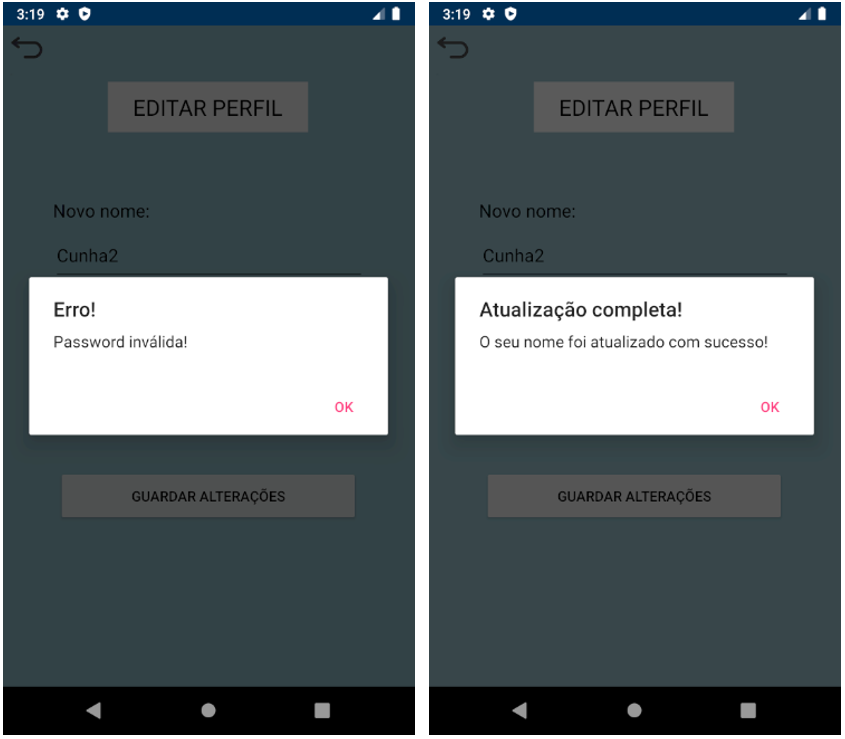 3:19
EDITAR PERFIL
Novo nome:
Cunha2
Erro!
Password inválida!
OK
GUARDAR ALTERAÇÕES
3:19
EDITAR PERFIL
Novo nome:
Cunha2
Atualização completa!
O seu nome foi atualizado com sucesso!
OK
GUARDAR ALTERAÇÕES